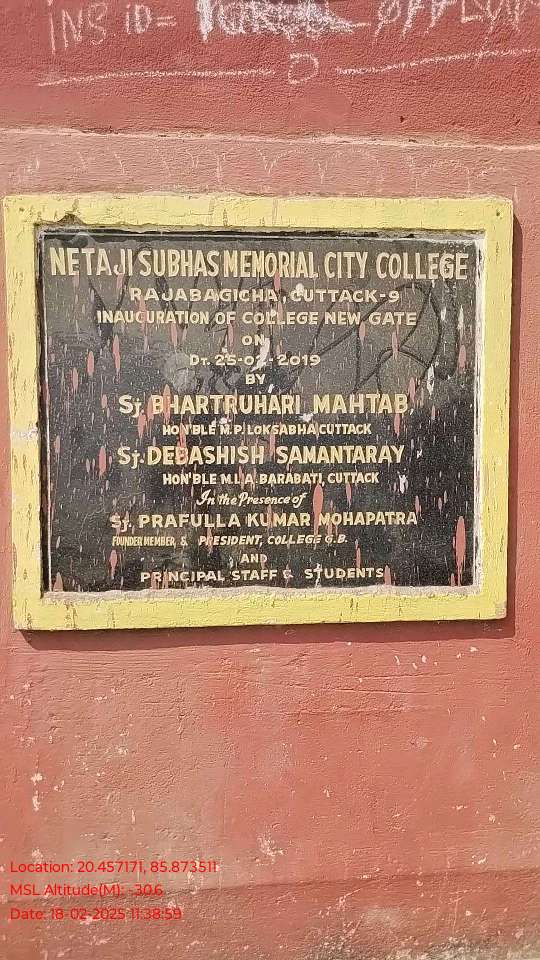 INS iD=
NETAJI SUBHAS MEMORIAL CITY COLLEGE
RAJABAGICHA, CUTTACK-9
INAUGURATION OF COLLEGE NEW GATE
ON
DT. 25-02-2019
BY
Sj. BHARTRUHARI MAHTAB,
HON'BLE M.P. LOKSABHA, CUTTACK
Sj. DEBASHISH SAMANTARAY
HON'BLE M.L.A. BARABATI, CUTTACK
In the Presence of
Sj. PRAFULLA KUMAR MOHAPATRA
FOUNDER MEMBER, & PRESIDENT, COLLEGE G.B.
AND
PRINCIPAL STAFF & STUDENTS
Location: 20.457171, 85.873511
MSL Altitude(M): -30.6
Date: 18-02-2025 11:38:59